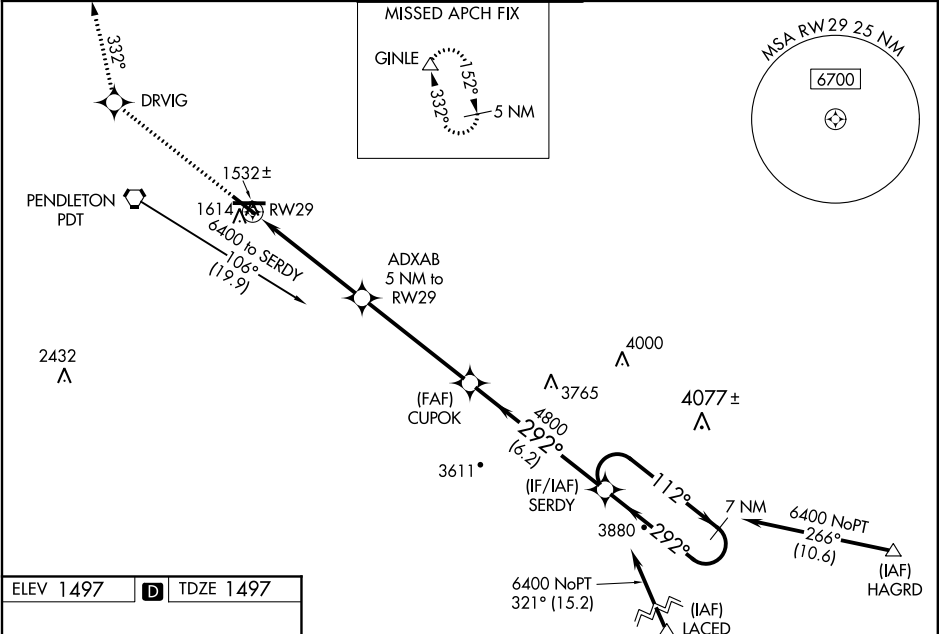 MISSED APCH FIX
GINLE
152°
332°
5 NM
MSA RW 29 25 NM
6700
332°
DRVIG
1532±
PENDLETON
PDT
1614
RW29
6400 to SERDY
106°
(19.9)
ADXAB
5 NM to
RW29
2432
4000
3765
4077±
(FAF)
CUPOK
4800
292°
(6.2)
3611
(IF/IAF)
SERDY
112°
7 NM
3880
292°
6400 NoPT
266°
(10.6)
(IAF)
HAGRD
6400 NoPT
321° (15.2)
(IAF)
LACED
ELEV 1497
D
TDZE 1497